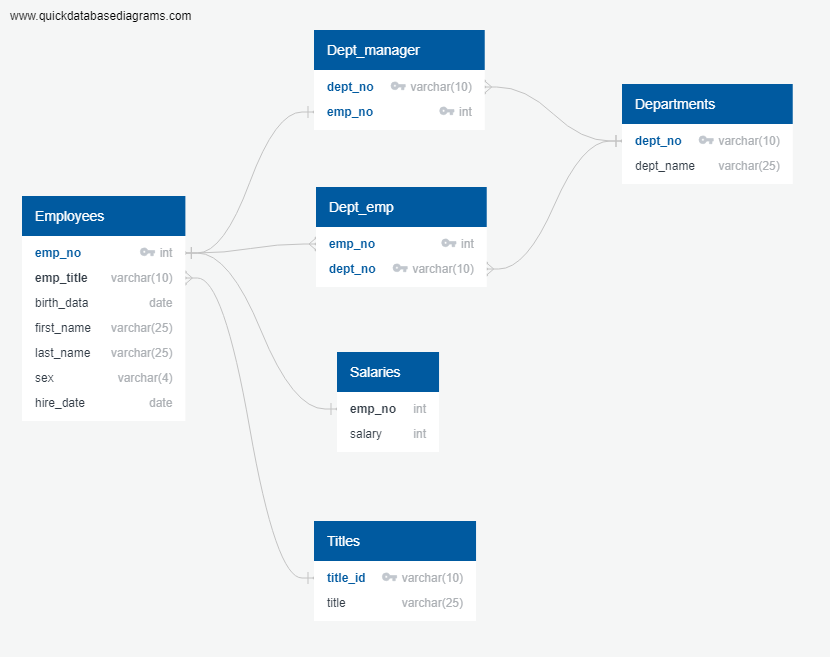 www.quickdatabasediagrams.com
Dept_manager
dept_no varchar(10)
emp_no int
Departments
dept_no varchar(10)
dept_name varchar(25)
Employees
emp_no int
emp_title varchar(10)
birth_data date
first_name varchar(25)
last_name varchar(25)
sex varchar(4)
hire_date date
Dept_emp
emp_no int
dept_no varchar(10)
Salaries
emp_no int
salary int
Titles
title_id varchar(10)
title varchar(25)